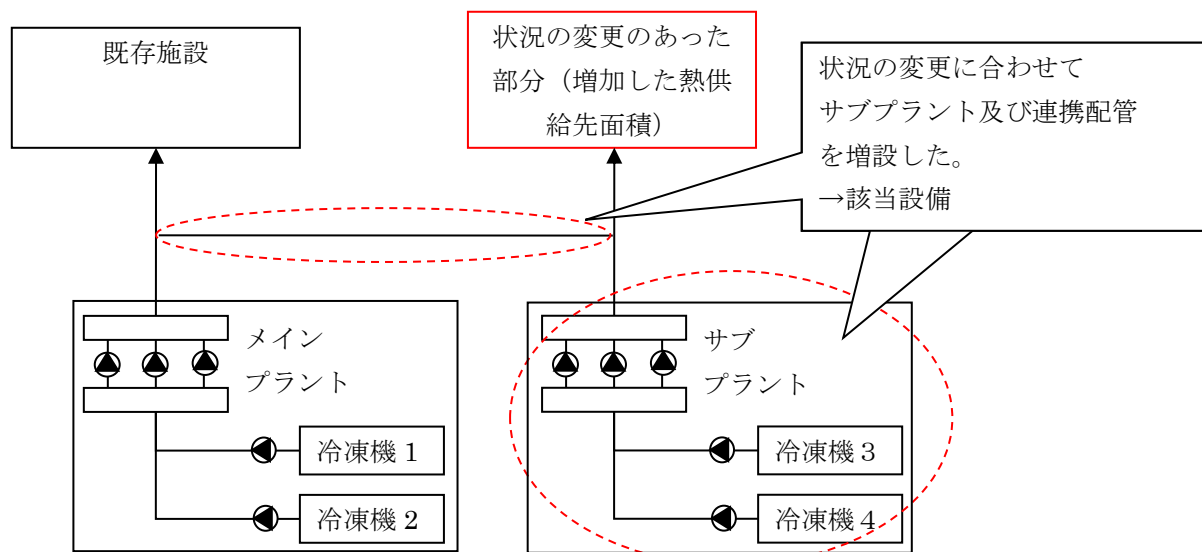 既存施設
状況の変更のあった
部分（増加した熱供
給先面積）
状況の変更に合わせて
サブプラント及び連携配管
を増設した。
→該当設備
メイン
プラント
冷凍機１
冷凍機２
サブ
プラント
冷凍機３
冷凍機４